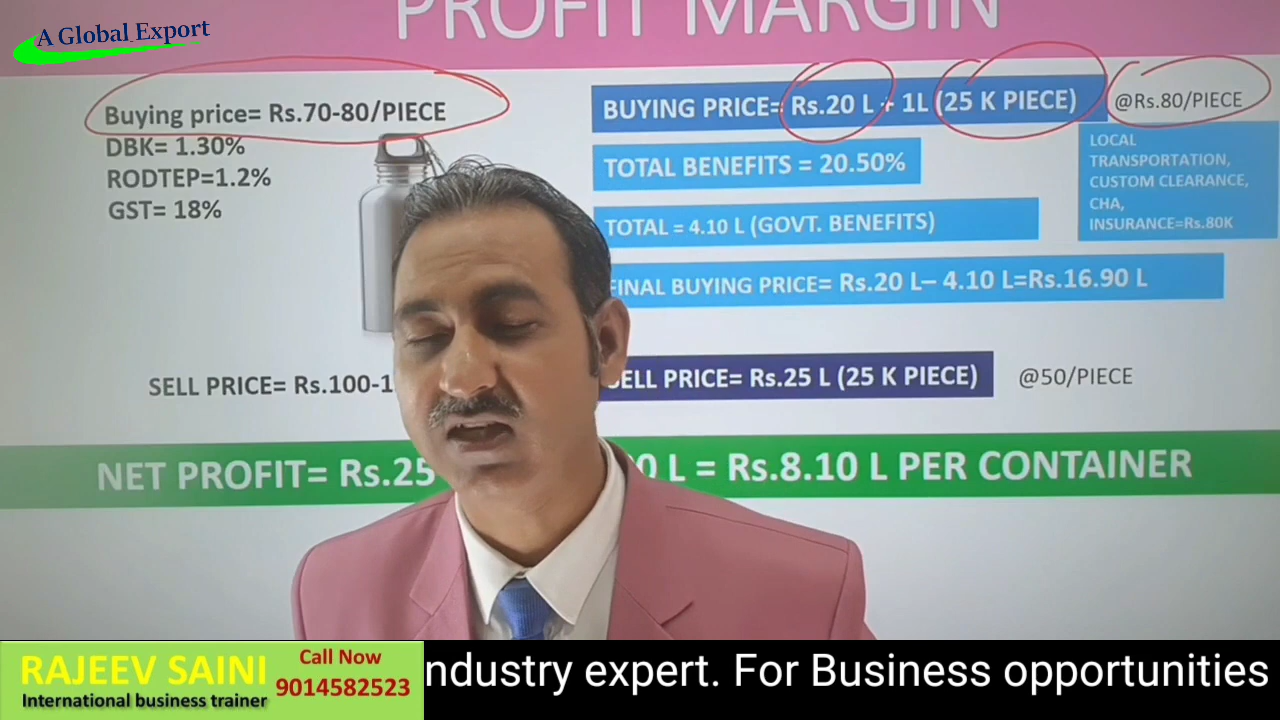 PROFIT MARGIN
A Global Export
Buying price= Rs.70-80/PIECE
DBK= 1.30%
RODTEP=1.2%
GST= 18%
BUYING PRICE= Rs.20 L + 1L (25 K PIECE)
@Rs.80/PIECE
LOCAL
TRANSPORTATION,
CUSTOM CLEARANCE,
CHA,
INSURANCE=Rs.80K
TOTAL BENEFITS = 20.50%
TOTAL = 4.10 L (GOVT. BENEFITS)
FINAL BUYING PRICE= Rs.20 L– 4.10 L=Rs.16.90 L
SELL PRICE= Rs.100-1
SELL PRICE= Rs.25 L (25 K PIECE)
@50/PIECE
NET PROFIT= Rs.25 0 L = Rs.8.10 L PER CONTAINER
RAJEEV SAINI
International business trainer
Call Now
9014582523
ndustry expert. For Business opportunities